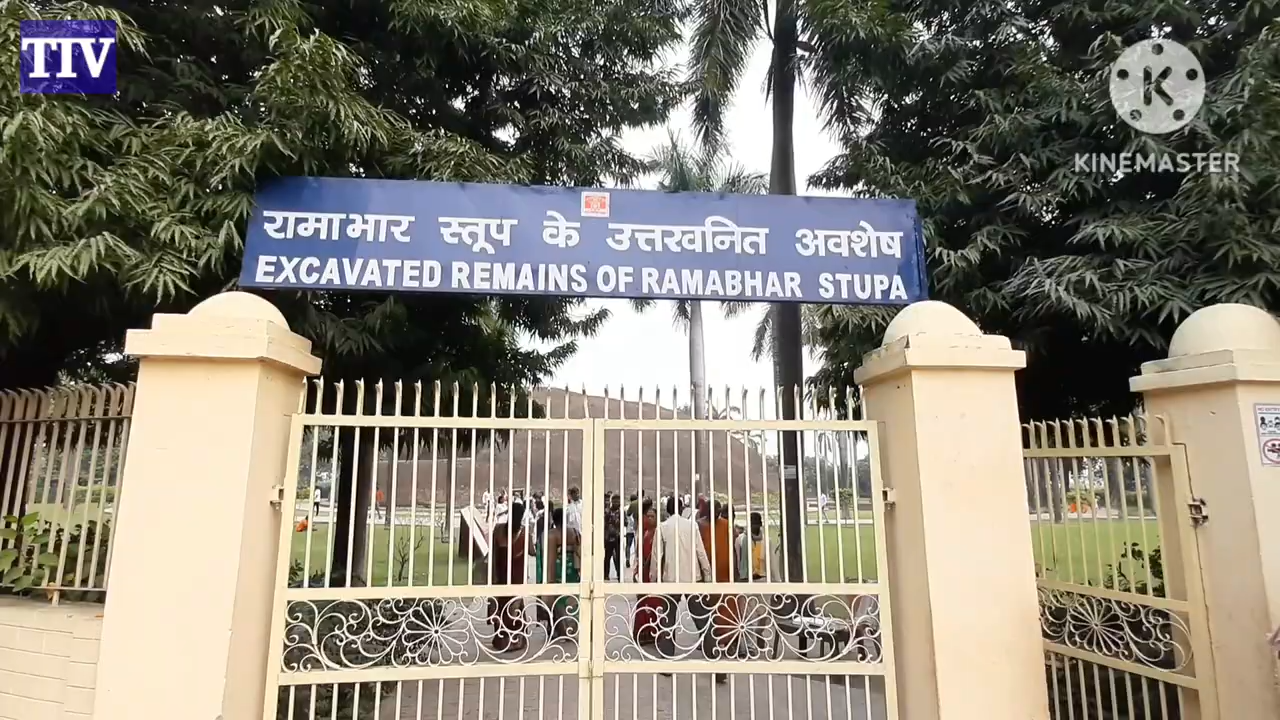 TTV
KINEMASTER
रामाभार स्तूप के उत्तखनित अवशेष
EXCAVATED REMAINS OF RAMABHAR STUPA